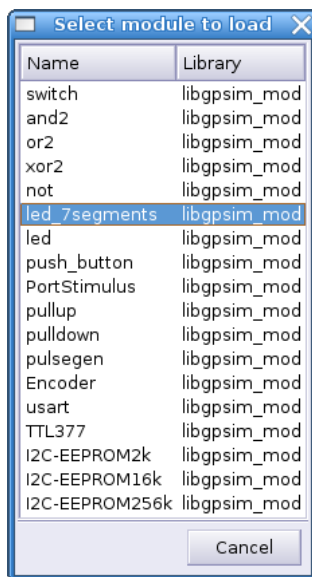 Select module to load
Name Library
switch libgpsim_mod
and2 libgpsim_mod
or2 libgpsim_mod
xor2 libgpsim_mod
not libgpsim_mod
led_7segments libgpsim_mod
led libgpsim_mod
push_button libgpsim_mod
PortStimulus libgpsim_mod
pullup libgpsim_mod
pulldown libgpsim_mod
pulsegen libgpsim_mod
Encoder libgpsim_mod
usart libgpsim_mod
TTL377 libgpsim_mod
I2C-EEPROM2k libgpsim_mod
I2C-EEPROM16k libgpsim_mod
I2C-EEPROM256k libgpsim_mod
Cancel